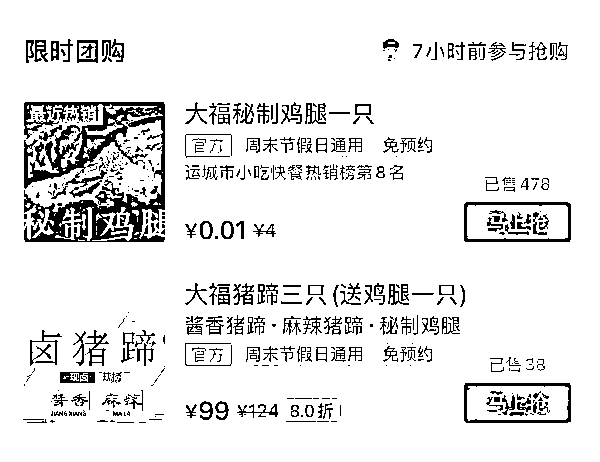 限时团购
7小时前参与抢购
最近热销
秘制鸡腿
大福秘制鸡腿一只
官方 周末节假日通用 免预约
运城市小吃快餐热销榜第8名
已售478
¥0.01 ¥4
马上抢
卤猪蹄
酱香 麻辣
JIANGXIANG MALA
大福猪蹄三只(送鸡腿一只)
酱香猪蹄·麻辣猪蹄·秘制鸡腿
官方 周末节假日通用 免预约
已售38
¥99 ¥124 8.0折
马上抢